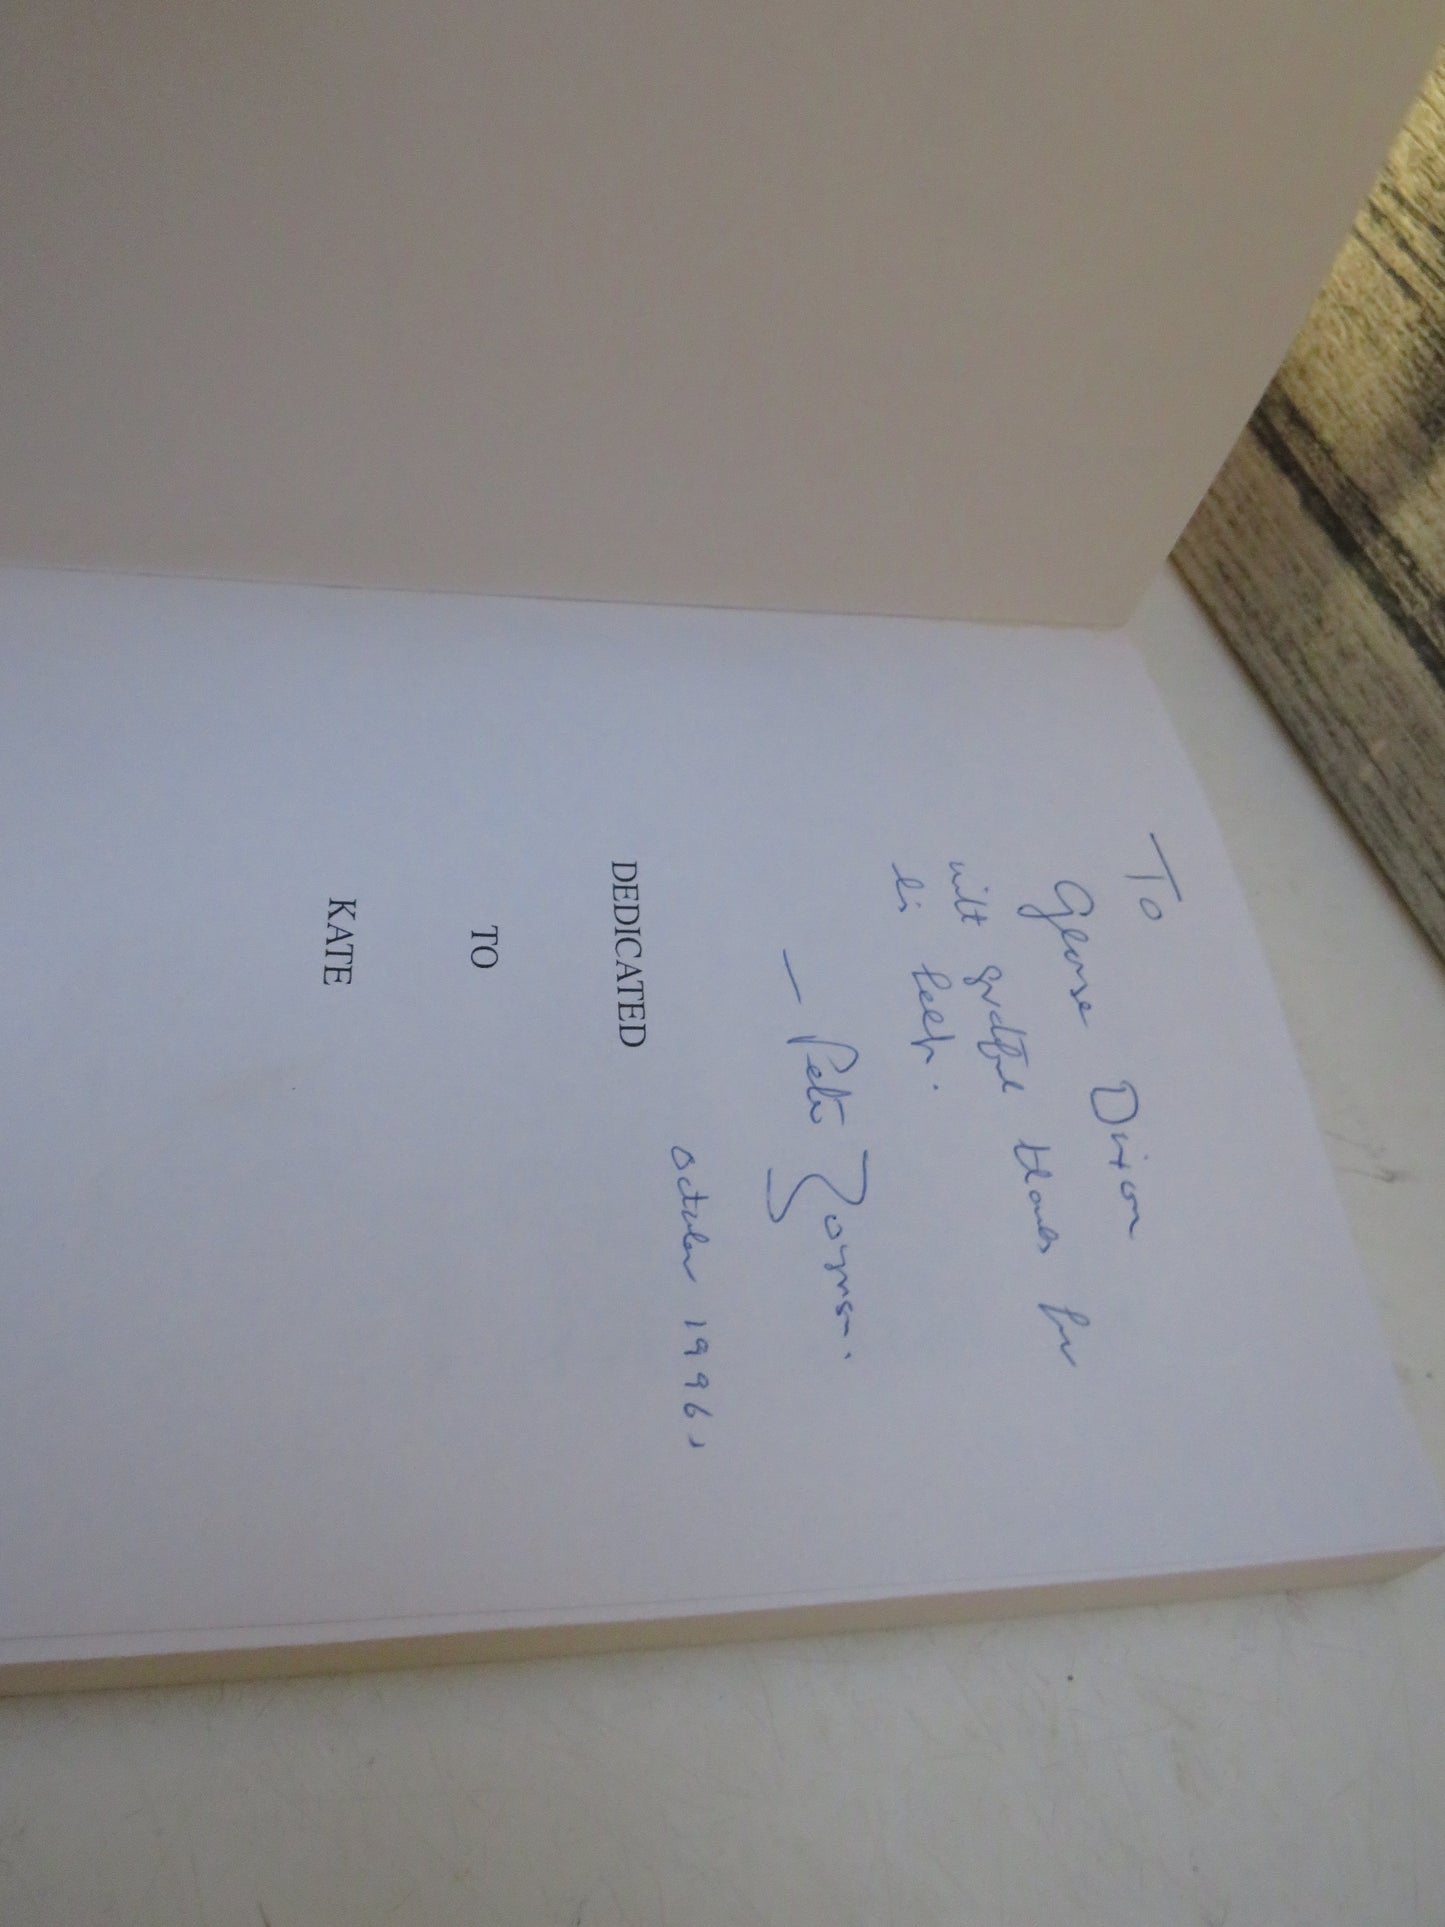 To
George Dixon
with grateful thanks for
his help.
— Peter
October 1996.
DEDICATED
TO
KATE